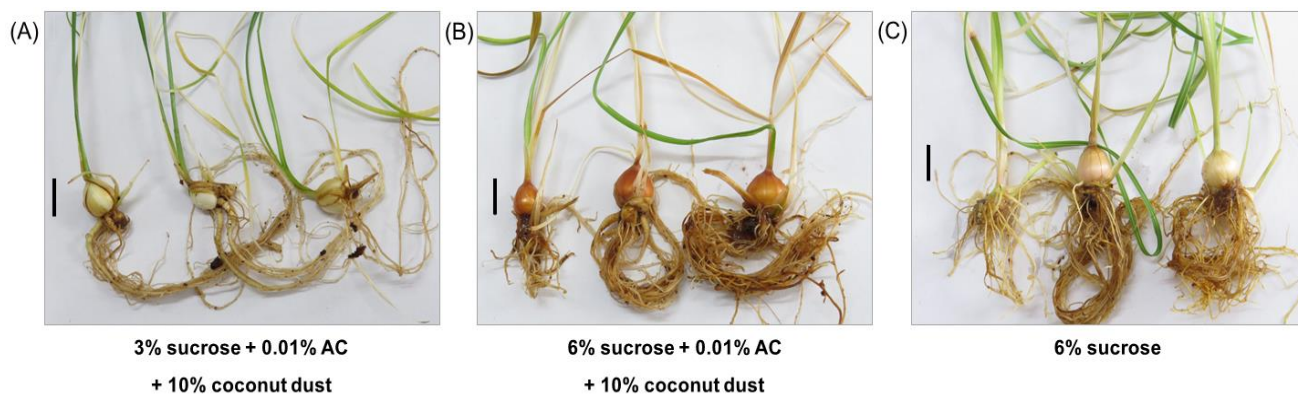 (A)
(B)
(C)
3% sucrose + 0.01% AC
+ 10% coconut dust
6% sucrose + 0.01% AC
+ 10% coconut dust
6% sucrose